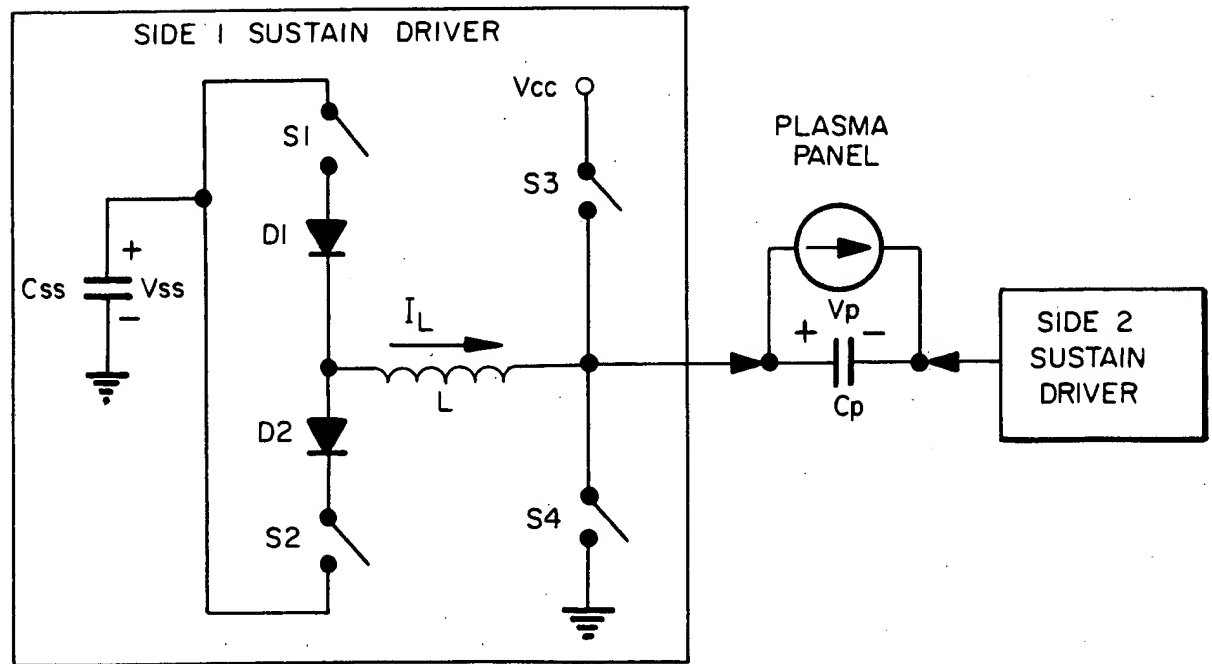 SIDE 1 SUSTAIN DRIVER
Vcc
S1
S3
PLASMA
PANEL
D1
+
Css
Vss
-
IL
L
Vp
+
-
Cp
SIDE 2
SUSTAIN
DRIVER
D2
S2
S4